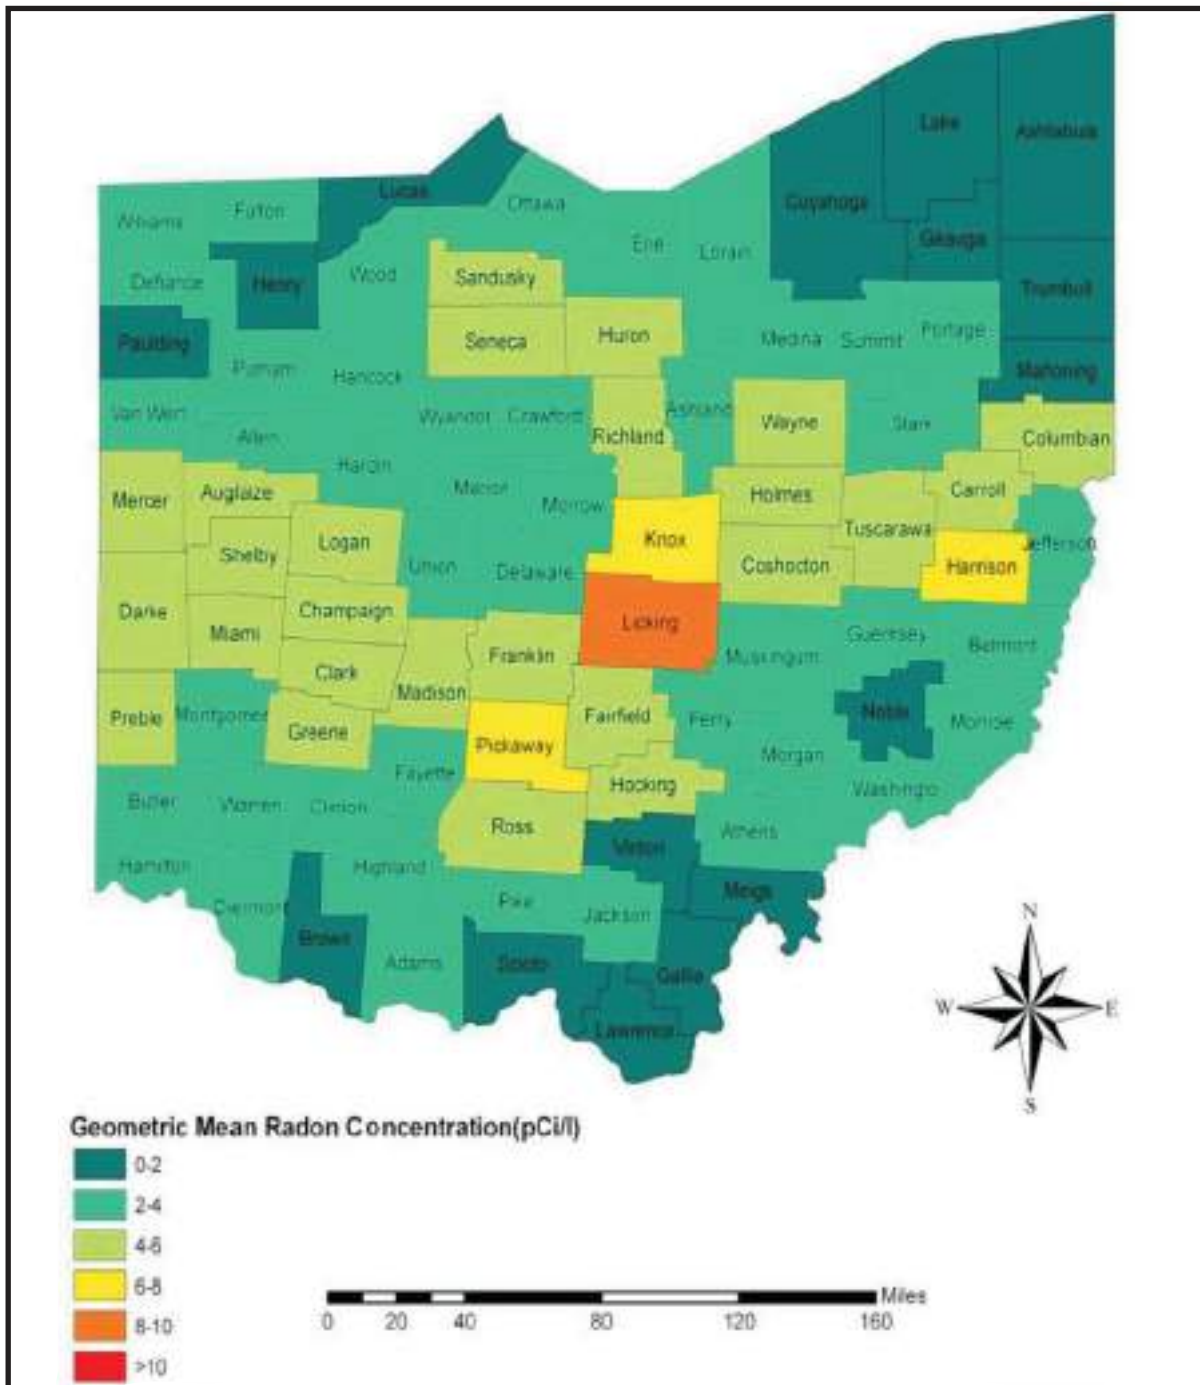 Lake
Ashtabula
Lucas
Cuyahoga
Ottawa
Fulton
Williams
Geauga
Erie
Lorain
Wood
Sandusky
Defiance
Henry
Trumbull
Huron
Portage
Medina
Summit
Paulding
Seneca
Putnam
Hancock
Mahoning
Van Wert
Wyandot
Crawford
Ashland
Wayne
Stark
Allen
Richland
Columbian
Hardin
Marion
Mercer
Auglaize
Morrow
Holmes
Carroll
Tuscarawa
Logan
Knox
Jefferson
Shelby
Union
Delaware
Coshocton
Harrison
Darke
Champaign
Miami
Licking
Guernsey
Belmont
Franklin
Muskingum
Clark
Madison
Preble
Montgomer
Fairfield
Perry
Noble
Monroe
Greene
Pickaway
Morgan
Fayette
Hocking
Washingto
Butler
Warren
Clinton
Ross
Athens
Vinton
Hamilton
Highland
Meigs
Clermont
Pike
Jackson
Brown
Adams
Scioto
Gallia
Lawrence
N
W
E
S
Geometric Mean Radon Concentration(pCi/l)
0-2
2-4
4-6
6-8
8-10
>10
Miles
0 20 40 80 120 160